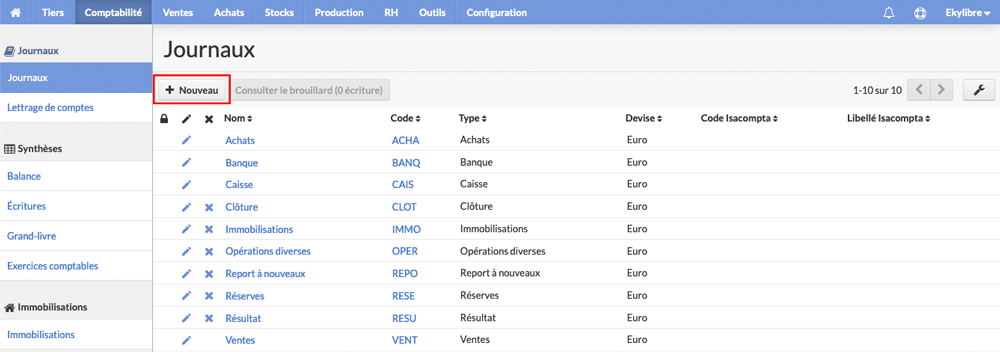 Tiers Comptabilité Ventes Achats Stocks Production RH Outils Configuration Ekylibre
Journaux
Journaux
Lettrage de comptes
Synthèses
Balance
Écritures
Grand-livre
Exercices comptables
Immobilisations
Immobilisations
Journaux
Nouveau Consulter le brouillard (0 écriture) 1-10 sur 10
Nom Code Type Devise Code Isacompta Libellé Isacompta
Achats ACHA Achats Euro
Banque BANQ Banque Euro
Caisse CAIS Caisse Euro
Clôture CLOT Clôture Euro
Immobilisations IMMO Immobilisations Euro
Opérations diverses OPER Opérations diverses Euro
Report à nouveaux REPO Report à nouveaux Euro
Réserves RESE Réserves Euro
Résultat RESU Résultat Euro
Ventes VENT Ventes Euro